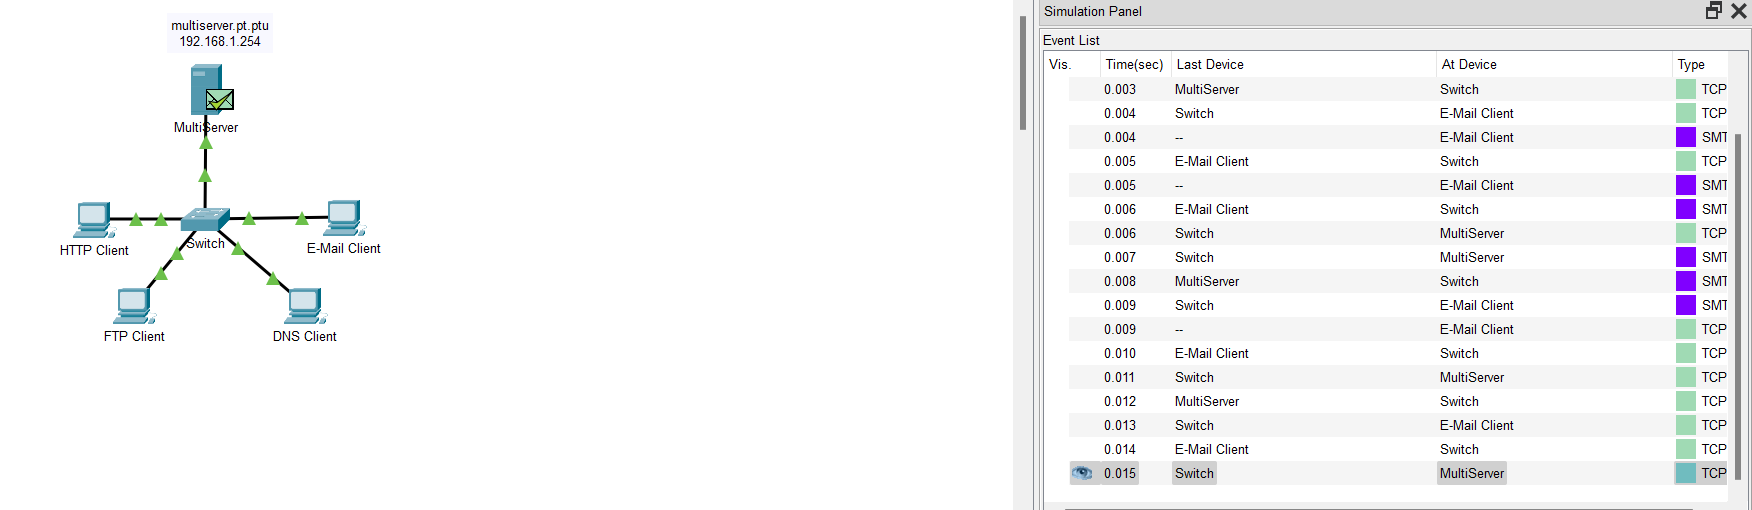 Simulation Panel
Event List
Vis. Time(sec) Last Device At Device Type
0.003 MultiServer Switch TCP
0.004 Switch E-Mail Client TCP
0.004 -- E-Mail Client SMT
0.005 E-Mail Client Switch TCP
0.005 -- E-Mail Client SMT
0.006 E-Mail Client Switch SMT
0.006 Switch MultiServer TCP
0.007 Switch MultiServer SMT
0.008 MultiServer Switch SMT
0.009 Switch E-Mail Client SMT
0.009 -- E-Mail Client TCP
0.010 E-Mail Client Switch TCP
0.011 Switch MultiServer TCP
0.012 MultiServer Switch TCP
0.013 Switch E-Mail Client TCP
0.014 E-Mail Client Switch TCP
0.015 Switch MultiServer TCP
multiserver.pt.ptu
192.168.1.254
MultiServer
HTTP Client
Switch
E-Mail Client
FTP Client
DNS Client